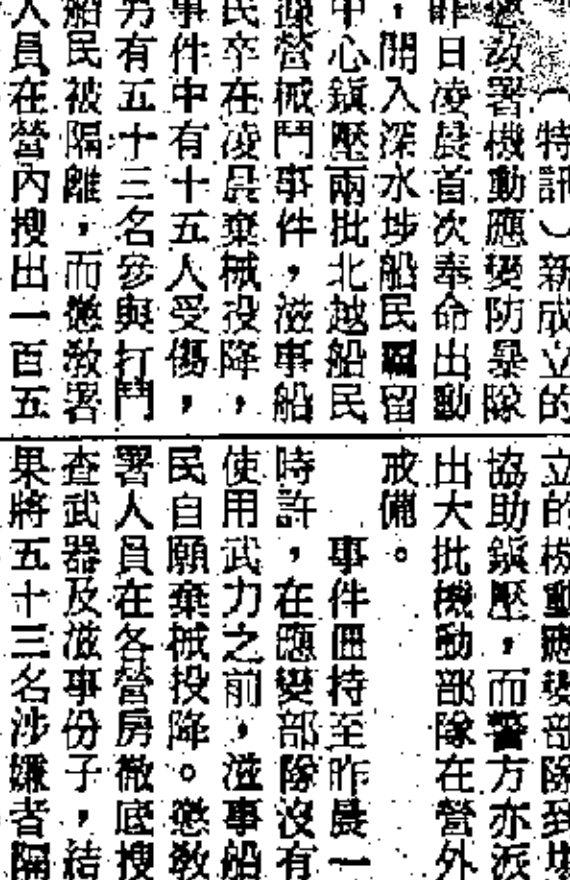 （特訊）新成立的
懲敎署機動應變防暴隊
昨日凌晨首次奉命出動
，開入深水埗船民羈留
中心鎮壓兩批北越船民
營械鬥事件，滋事船
民卒在凌晨棄械投降，
事件中有十五人受傷，
另有五十三名參與打鬥
船民被隔離，而懲敎署
人員在營內搜出一百五
立的機動應變部隊到場
協助鎮壓，而警方亦派
出大批機動部隊在營外
戒備。
事件僵持至昨晨一
時許，在應變部隊沒有
使用武力之前，滋事船
民自願棄械投降。懲敎
署人員在各營房徹底搜
查武器及滋事份子，結
果將五十三名涉嫌者隔